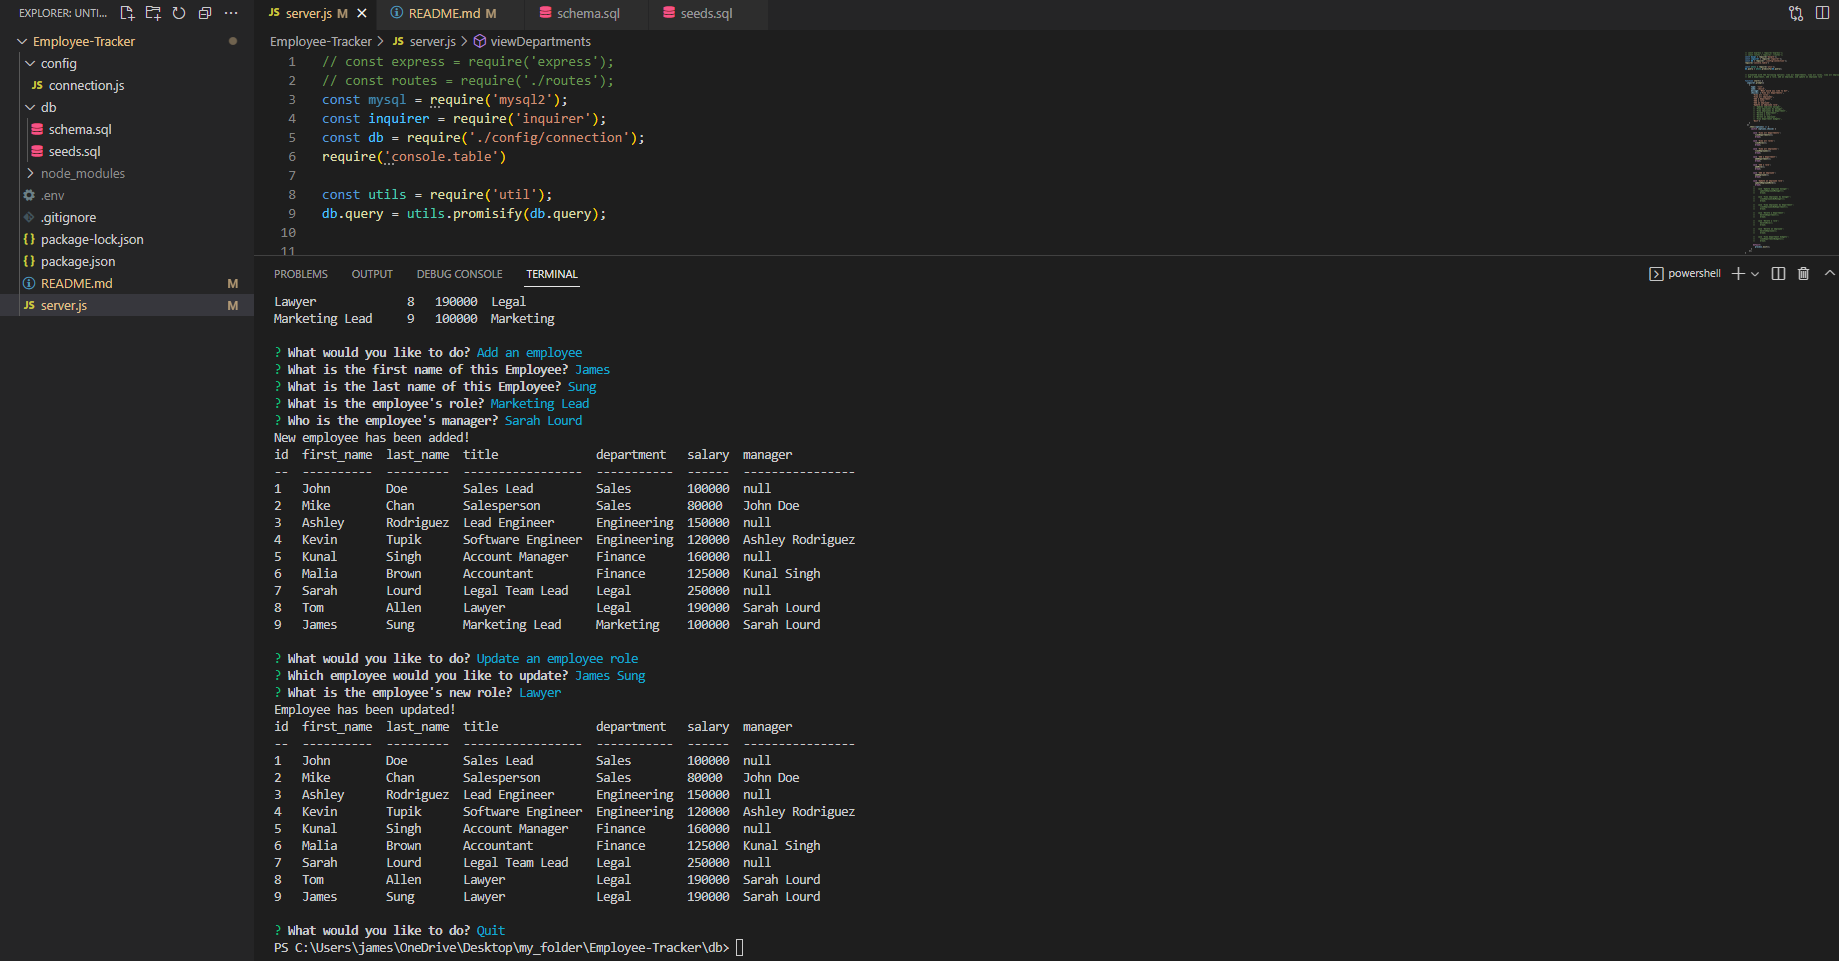 EXPLORER: UNTI...
Employee-Tracker
config
JS connection.js
db
schema.sql
seeds.sql
node_modules
.env
.gitignore
{} package-lock.json
{} package.json
README.md M
JS server.js M
JS server.js M
README.md M
schema.sql
seeds.sql
Employee-Tracker > JS server.js > viewDepartments
1 // const express = require('express');
2 // const routes = require('./routes');
3 const mysql = require('mysql2');
4 const inquirer = require('inquirer');
5 const db = require('./config/connection');
6 require('console.table')
7
8 const utils = require('util');
9 db.query = utils.promisify(db.query);
10
11
PROBLEMS OUTPUT DEBUG CONSOLE TERMINAL
powershell
Lawyer 8 190000 Legal
Marketing Lead 9 100000 Marketing
? What would you like to do? Add an employee
? What is the first name of this Employee? James
? What is the last name of this Employee? Sung
? What is the employee's role? Marketing Lead
? Who is the employee's manager? Sarah Lourd
New employee has been added!
id first_name last_name title department salary manager
-- ---------- --------- ----------------- ----------- ------ ----------------
1 John Doe Sales Lead Sales 100000 null
2 Mike Chan Salesperson Sales 80000 John Doe
3 Ashley Rodriguez Lead Engineer Engineering 150000 null
4 Kevin Tupik Software Engineer Engineering 120000 Ashley Rodriguez
5 Kunal Singh Account Manager Finance 160000 null
6 Malia Brown Accountant Finance 125000 Kunal Singh
7 Sarah Lourd Legal Team Lead Legal 250000 null
8 Tom Allen Lawyer Legal 190000 Sarah Lourd
9 James Sung Marketing Lead Marketing 100000 Sarah Lourd
? What would you like to do? Update an employee role
? Which employee would you like to update? James Sung
? What is the employee's new role? Lawyer
Employee has been updated!
id first_name last_name title department salary manager
-- ---------- --------- ----------------- ----------- ------ ----------------
1 John Doe Sales Lead Sales 100000 null
2 Mike Chan Salesperson Sales 80000 John Doe
3 Ashley Rodriguez Lead Engineer Engineering 150000 null
4 Kevin Tupik Software Engineer Engineering 120000 Ashley Rodriguez
5 Kunal Singh Account Manager Finance 160000 null
6 Malia Brown Accountant Finance 125000 Kunal Singh
7 Sarah Lourd Legal Team Lead Legal 250000 null
8 Tom Allen Lawyer Legal 190000 Sarah Lourd
9 James Sung Lawyer Legal 190000 Sarah Lourd
? What would you like to do? Quit
PS C:\Users\james\OneDrive\Desktop\my_folder\Employee-Tracker\db>